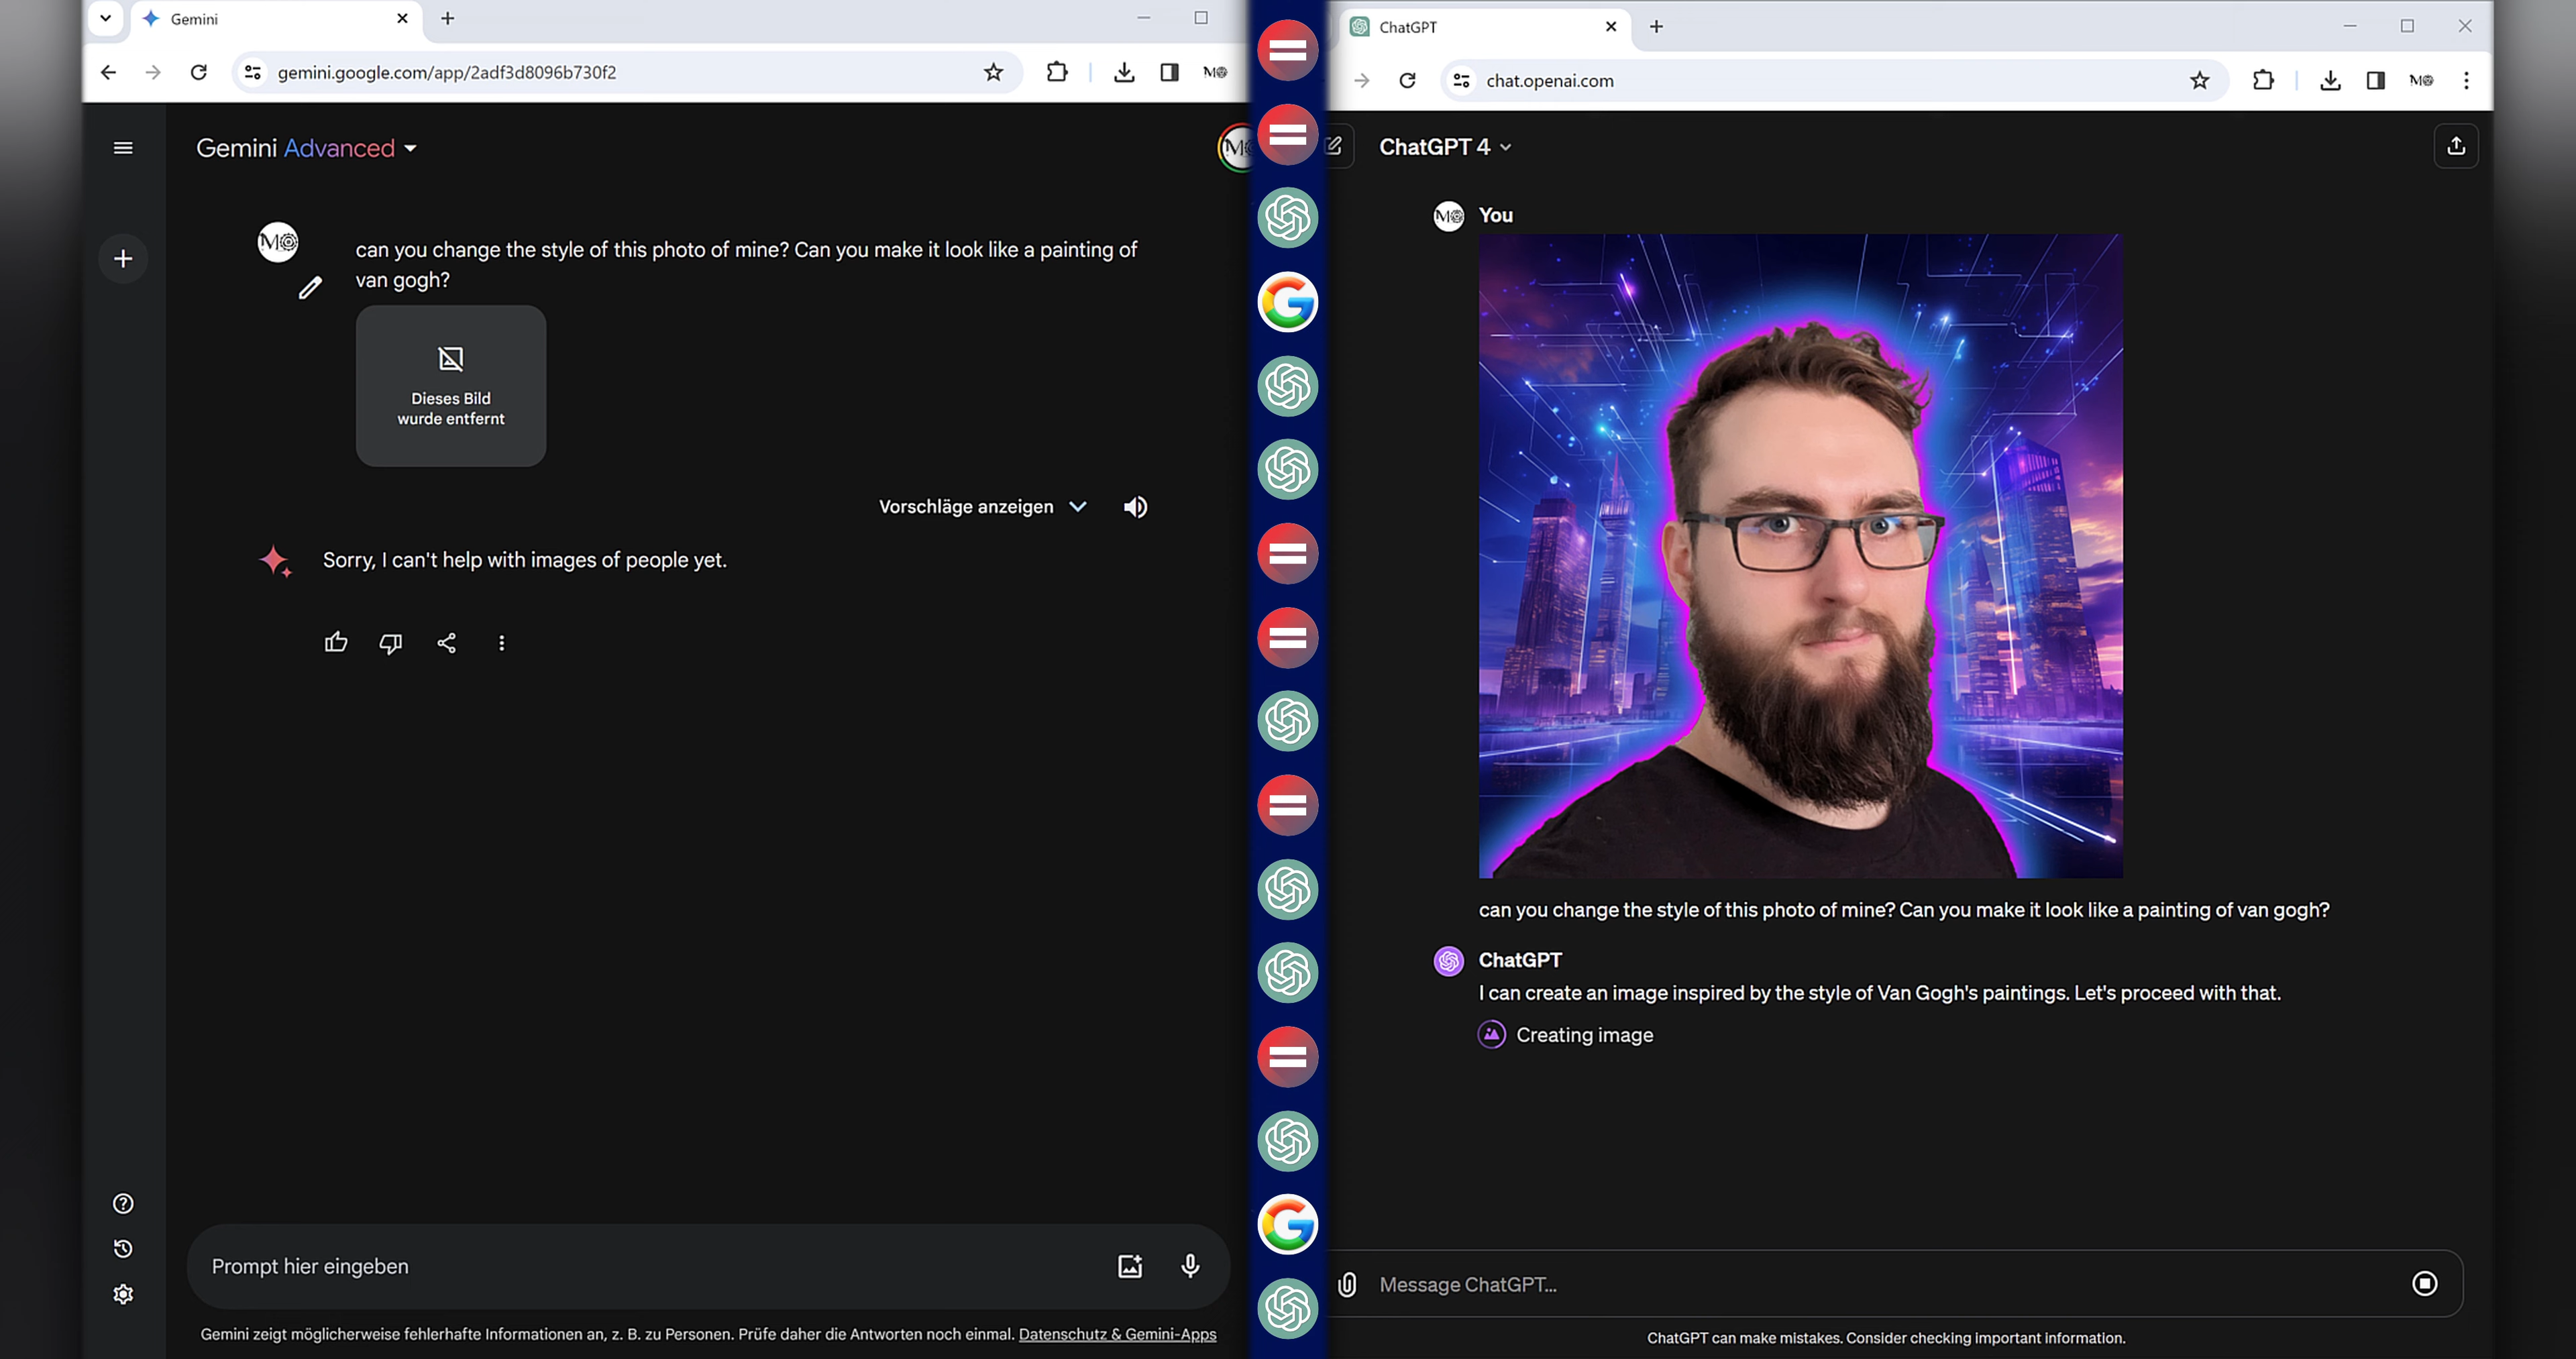 Gemini
gemini.google.com/app/2adf3d8096b730f2
Gemini Advanced
can you change the style of this photo of mine? Can you make it look like a painting of
van gogh?
Dieses Bild
wurde entfernt
Vorschläge anzeigen
Sorry, I can't help with images of people yet.
Prompt hier eingeben
Gemini zeigt möglicherweise fehlerhafte Informationen an, z. B. zu Personen. Prüfe daher die Antworten noch einmal. Datenschutz & Gemini-Apps
ChatGPT
chat.openai.com
ChatGPT 4
You
can you change the style of this photo of mine? Can you make it look like a painting of van gogh?
ChatGPT
I can create an image inspired by the style of Van Gogh's paintings. Let's proceed with that.
Creating image
Message ChatGPT...
ChatGPT can make mistakes. Consider checking important information.